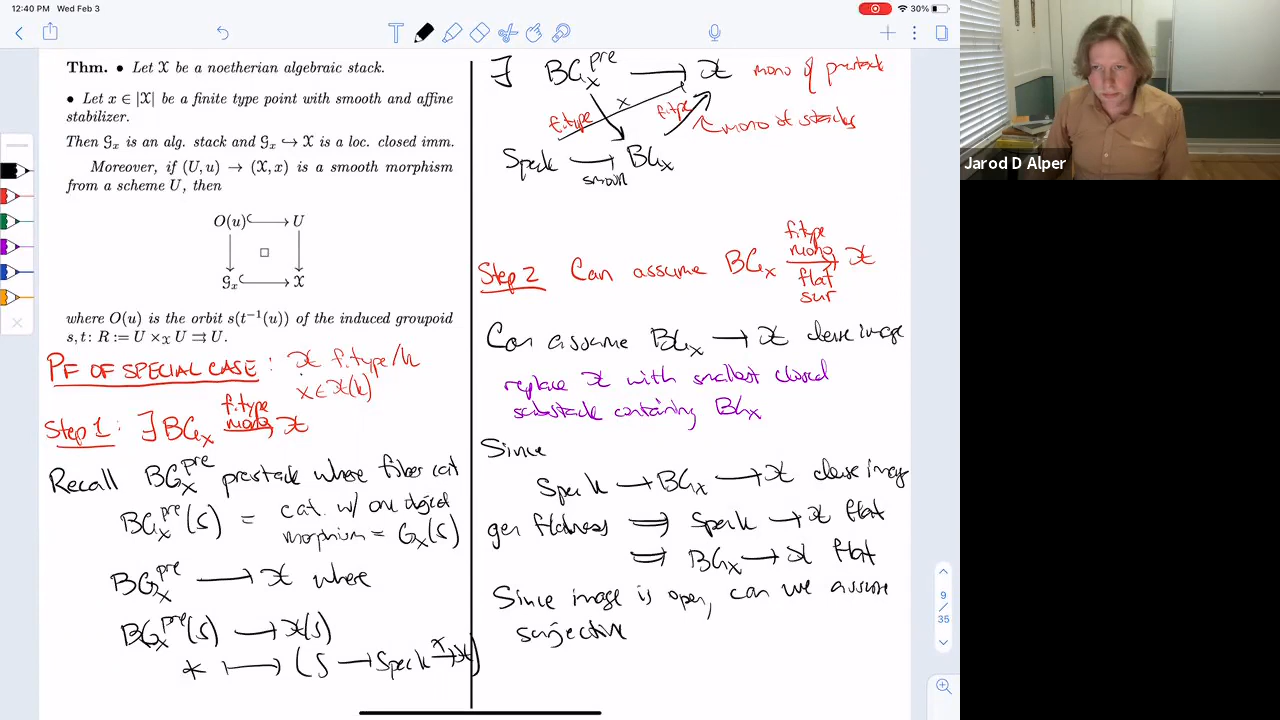 12:40 PM Wed Feb 3
30%
Thm. • Let 𝒳 be a noetherian algebraic stack.
• Let x ∈ |𝒳| be a finite type point with smooth and affine
stabilizer.
Then 𝒢ₓ is an alg. stack and 𝒢ₓ ↪ 𝒳 is a loc. closed imm.
Moreover, if (U, u) → (𝒳, x) is a smooth morphism
from a scheme U, then
O(u) ↪ U
□
𝒢ₓ ↪ 𝒳
where O(u) is the orbit s(t⁻¹(u)) of the induced groupoid
s, t: R := U ×_𝒳 U ⇉ U.
PF OF SPECIAL CASE: 𝒳 f.type/k
x ∈ 𝒳(k)
Step 1: ∃ BGₓ → 𝒳 f.type mono
Recall BGₓ^pre prestack where fiber cat
BGₓ^pre(S) = cat. w/ one object
morphism = Gₓ(S)
BGₓ^pre → 𝒳 where
BGₓ^pre(S) → 𝒳(S)
* ↦ (S → Spec k →^x 𝒳)
∃ BGₓ^pre → 𝒳 mono of prestack
x
f.type f.type
mono of stacks
Spec k → BGₓ
smooth
Step 2 Can assume BGₓ → 𝒳 f.type mono, flat sur
Can assume BGₓ → 𝒳 dense image
replace 𝒳 with smallest closed
substack containing BGₓ
Since
Spec k → BGₓ → 𝒳 dense image
gen flatness ⇒ Spec k → 𝒳 flat
⇒ BGₓ → 𝒳 flat
Since image is open, can we assure
surjective
9
35
Jarod D Alper